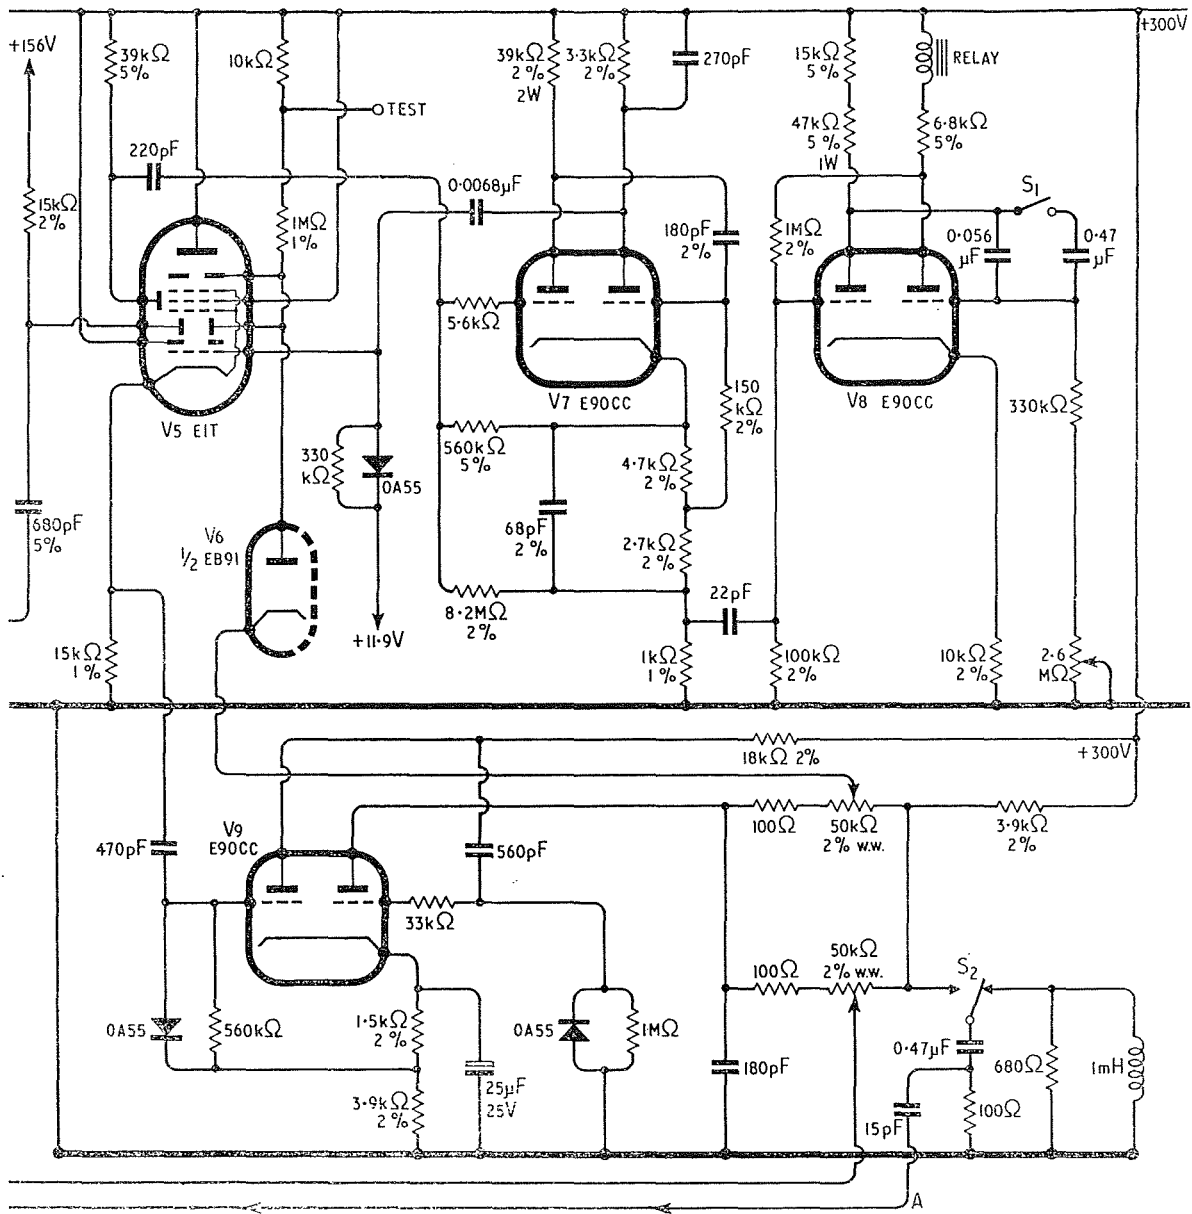 +156V
39kΩ
5%
10kΩ
39kΩ
2%
2W
3·3kΩ
2%
270pF
15kΩ
5%
RELAY
+300V
TEST
47kΩ
5%
1W
6·8kΩ
5%
220pF
0·0068µF
S1
15kΩ
2%
1MΩ
1%
180pF
2%
1MΩ
2%
0·056
µF
0·47
µF
5·6kΩ
V7 E90CC
V8 E90CC
150
kΩ
2%
330kΩ
V5 E1T
330
kΩ
OA55
560kΩ
5%
4·7kΩ
2%
680pF
5%
V6
½ EB91
68pF
2%
2·7kΩ
2%
+11·9V
8·2MΩ
2%
22pF
15kΩ
1%
1kΩ
1%
100kΩ
2%
10kΩ
2%
2·6
MΩ
18kΩ 2%
+300V
V9
E90CC
470pF
560pF
100Ω
50kΩ
2% w.w.
3·9kΩ
2%
33kΩ
50kΩ
2% w.w.
100Ω
S2
OA55
560kΩ
1·5kΩ
2%
OA55
1MΩ
180pF
0·47µF
680Ω
1mH
25µF
25V
3·9kΩ
2%
15pF
100Ω
A